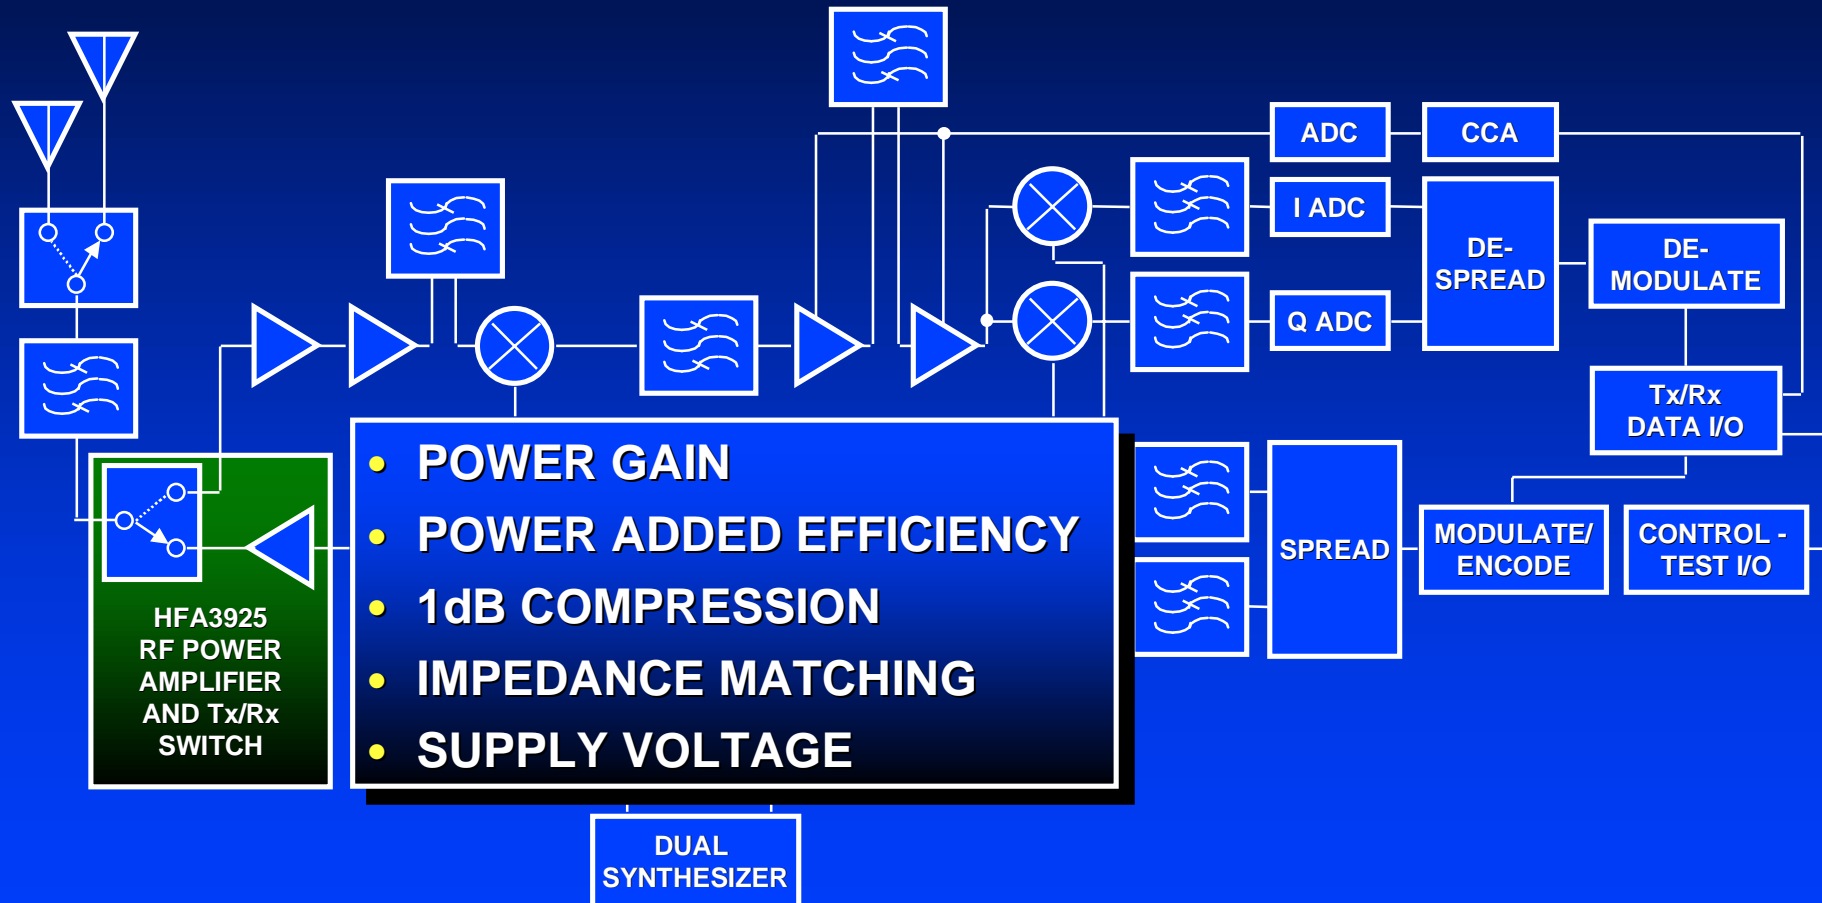 ADC
CCA
I ADC
DE-
SPREAD
DE-
MODULATE
Q ADC
Tx/Rx
DATA I/O
• POWER GAIN
• POWER ADDED EFFICIENCY
• 1dB COMPRESSION
• IMPEDANCE MATCHING
• SUPPLY VOLTAGE
SPREAD
MODULATE/
ENCODE
CONTROL -
TEST I/O
HFA3925
RF POWER
AMPLIFIER
AND Tx/Rx
SWITCH
DUAL
SYNTHESIZER